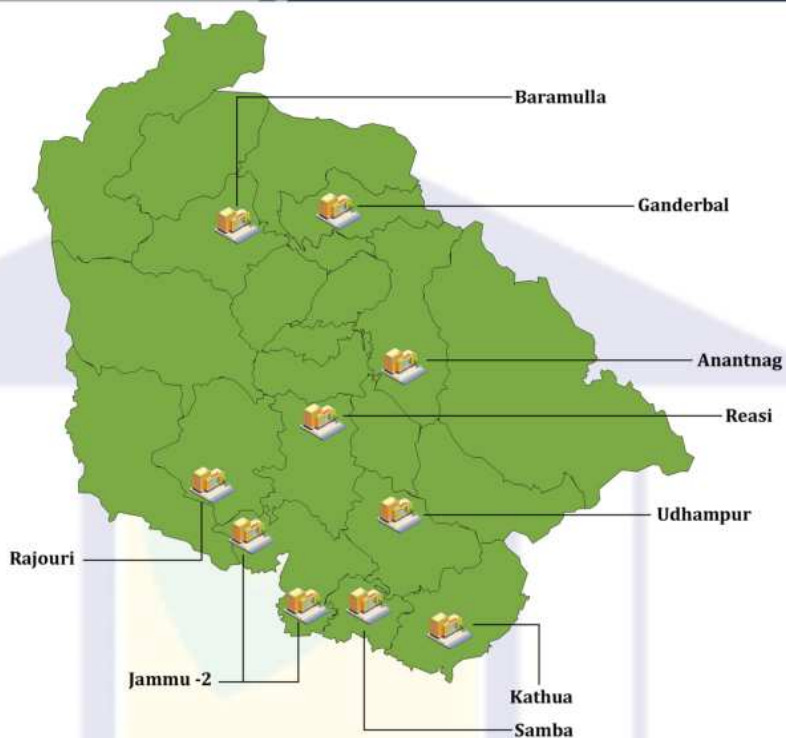 Baramulla
Ganderbal
Anantnag
Reasi
Udhampur
Rajouri
Jammu -2
Kathua
Samba